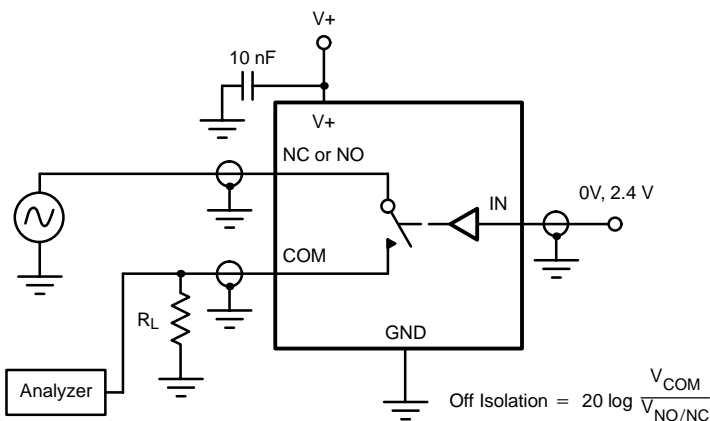 V+
10 nF
V+
NC or NO
0V, 2.4 V
IN
COM
RL
GND
Analyzer
Off Isolation = 20 log VCOM
VNO/NC